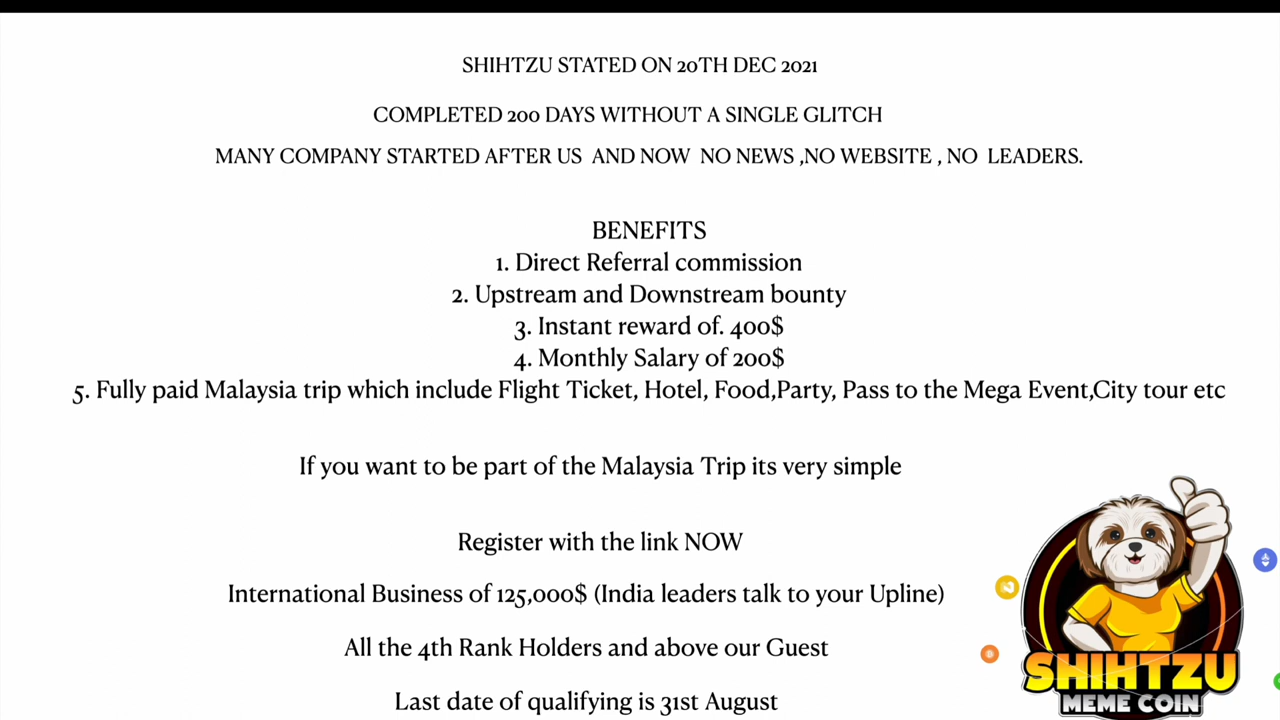 SHIHTZU STATED ON 20TH DEC 2021
COMPLETED 200 DAYS WITHOUT A SINGLE GLITCH
MANY COMPANY STARTED AFTER US AND NOW NO NEWS ,NO WEBSITE , NO LEADERS.
BENEFITS
1. Direct Referral commission
2. Upstream and Downstream bounty
3. Instant reward of. 400$
4. Monthly Salary of 200$
5. Fully paid Malaysia trip which include Flight Ticket, Hotel, Food,Party, Pass to the Mega Event,City tour etc
If you want to be part of the Malaysia Trip its very simple
Register with the link NOW
International Business of 125,000$ (India leaders talk to your Upline)
All the 4th Rank Holders and above our Guest
Last date of qualifying is 31st August
SHIHTZU
MEME COIN